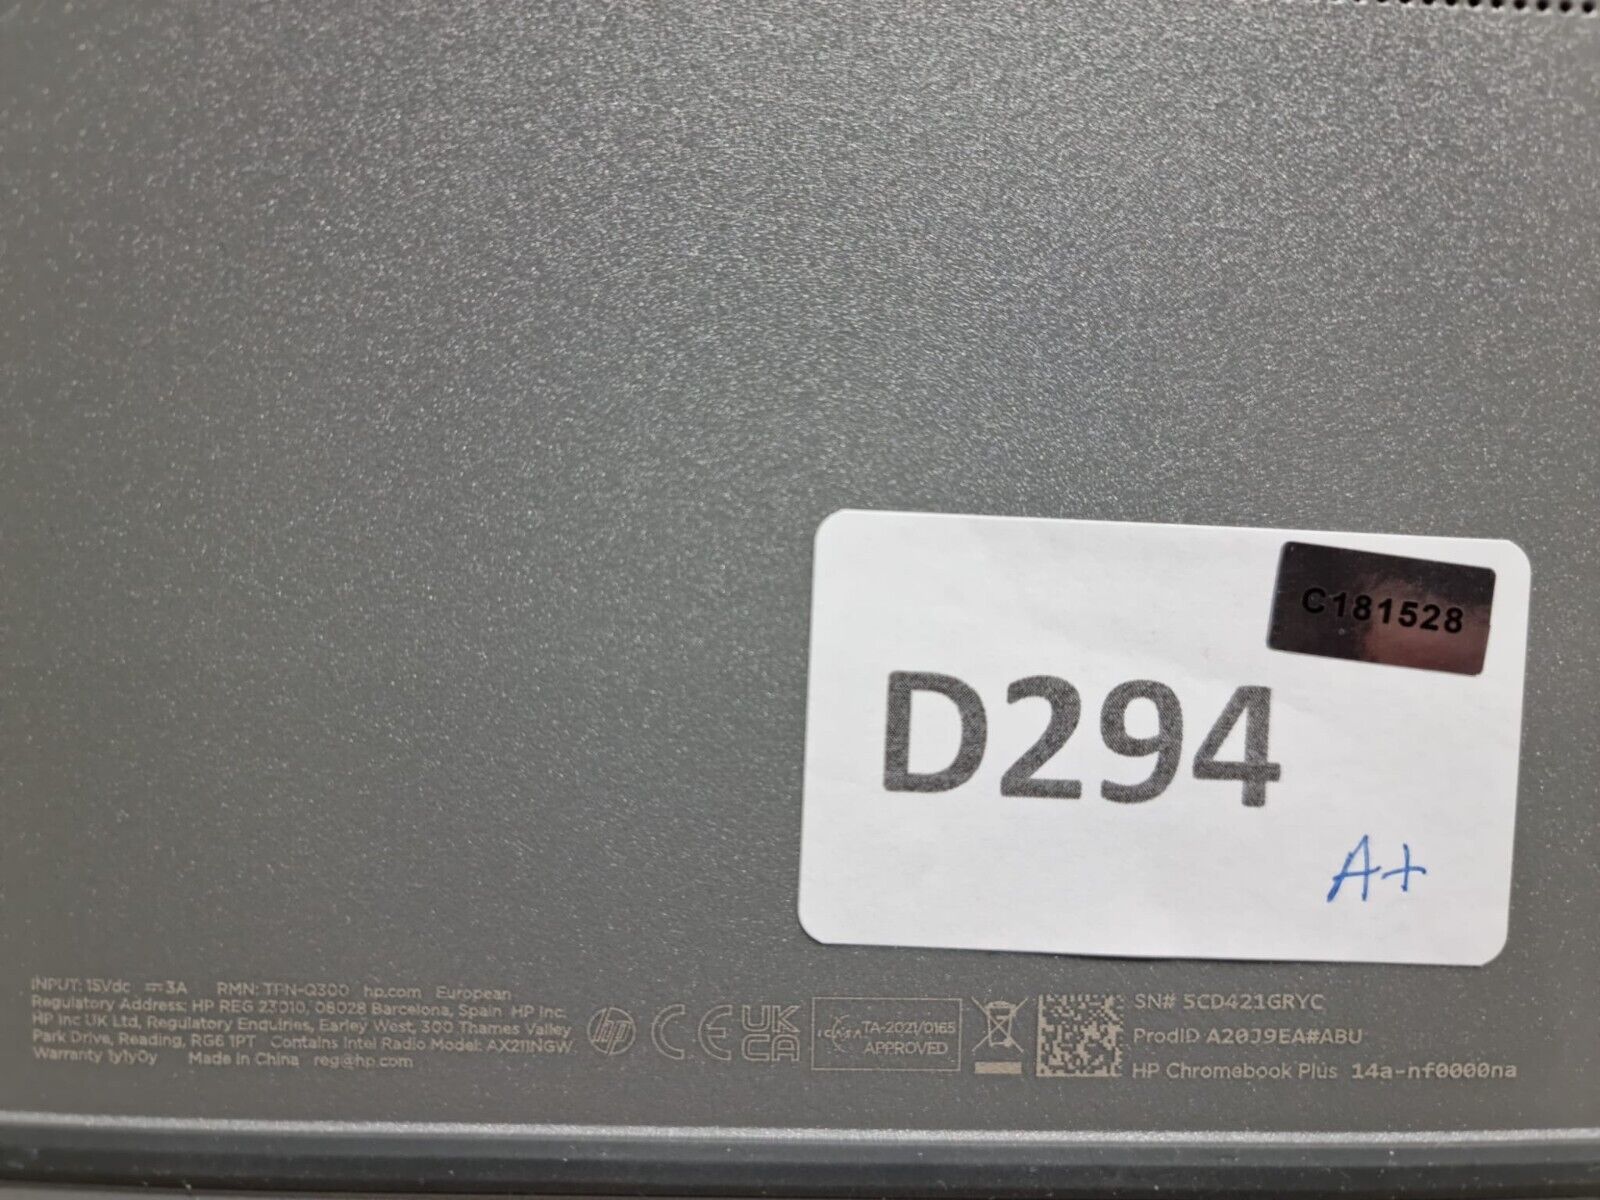 C181528
D294
A+
INPUT: 15Vdc ⎓3A RMN: TPN-Q300 hp.com European
Regulatory Address: HP REG 23010, 08028 Barcelona, Spain HP Inc.
HP Inc UK Ltd, Regulatory Enquiries, Earley West, 300 Thames Valley
Park Drive, Reading, RG6 1PT Contains Intel Radio Model: AX211NGW
Warranty 1y1y0y Made in China reg@hp.com
hp CE UK
CA
ICASA TA-2021/0165
APPROVED
SN# 5CD421GRYC
ProdID A20J9EA#ABU
HP Chromebook Plus 14a-nf0000na